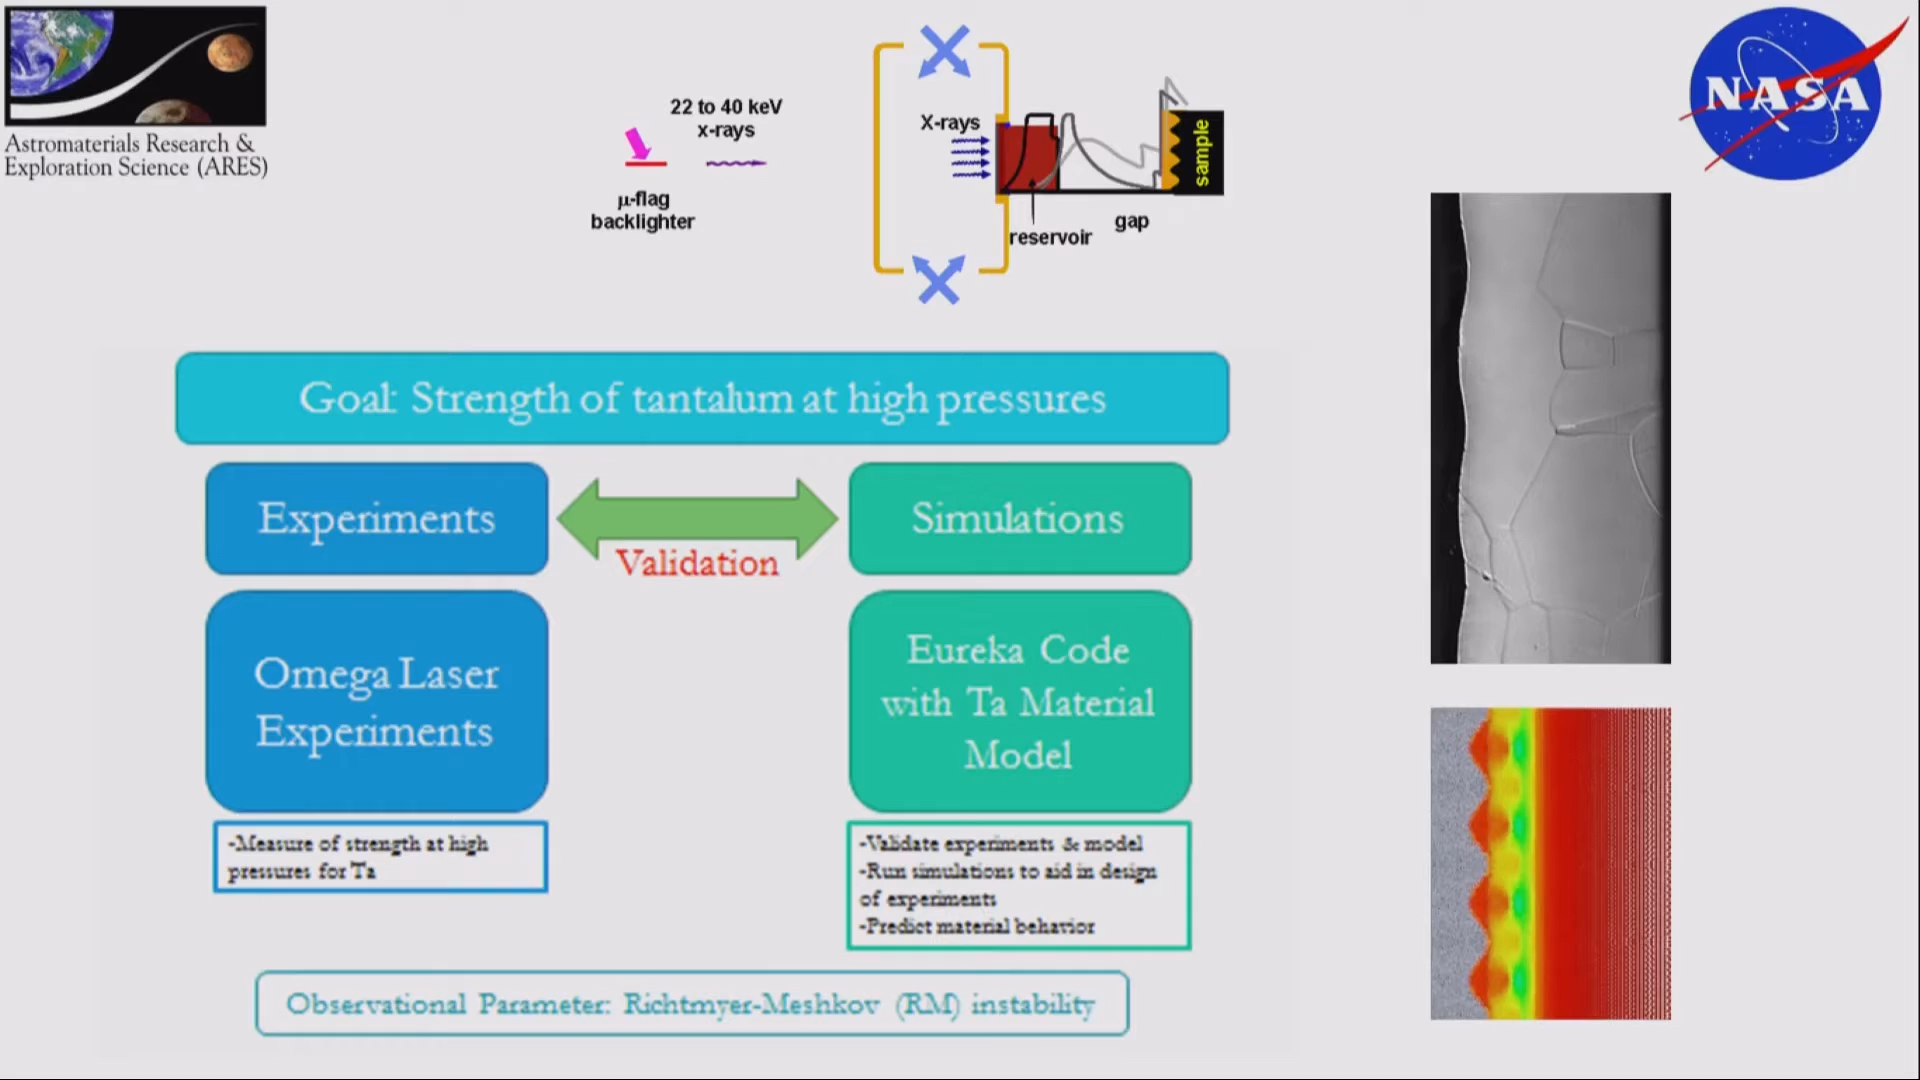 Astromaterials Research &
Exploration Science (ARES)
22 to 40 keV
x-rays
μ-flag
backlighter
X-rays
reservoir
gap
sample
NASA
Goal: Strength of tantalum at high pressures
Experiments
Validation
Simulations
Omega Laser
Experiments
Eureka Code
with Ta Material
Model
-Measure of strength at high
pressures for Ta
-Validate experiments & model
-Run simulations to aid in design
of experiments
-Predict material behavior
Observational Parameter: Richtmyer-Meshkov (RM) instability